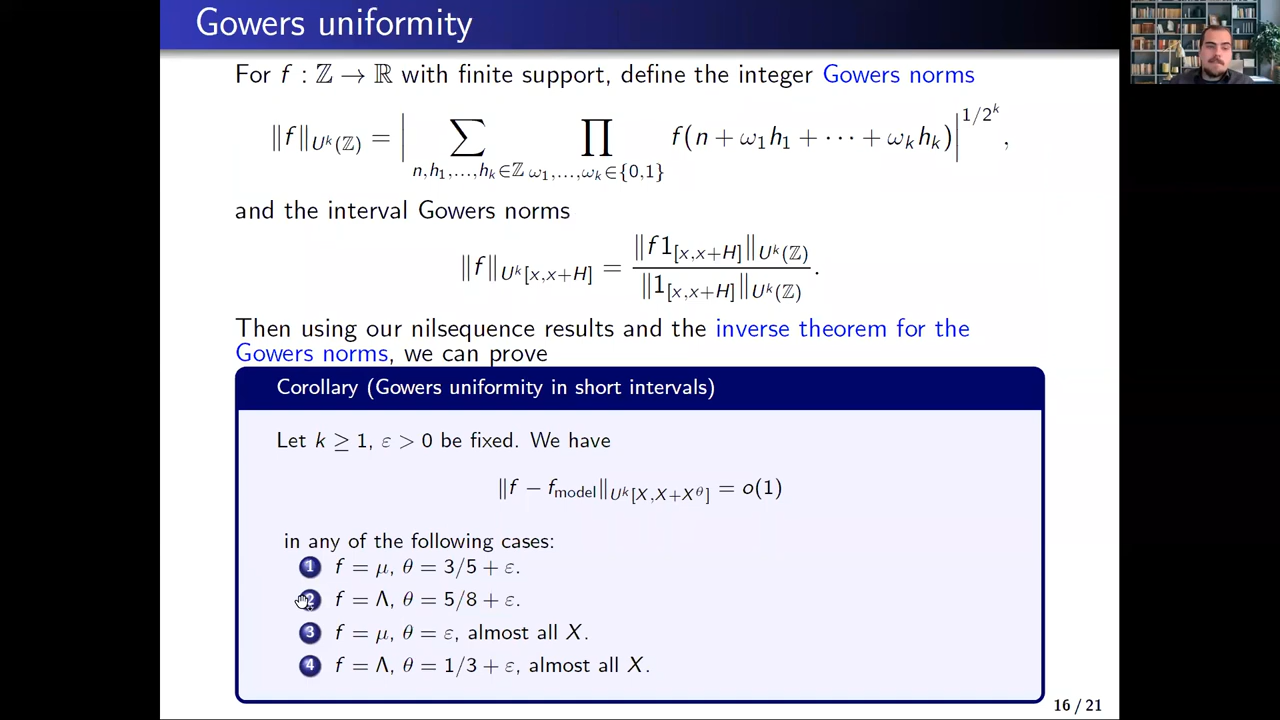 Gowers uniformity
For f : ℤ → ℝ with finite support, define the integer Gowers norms
‖f‖_{U^k(ℤ)} = |∑_{n,h_1,…,h_k∈ℤ} ∏_{ω_1,…,ω_k∈{0,1}} f(n + ω_1h_1 + ⋯ + ω_kh_k)|^{1/2^k},
and the interval Gowers norms
‖f‖_{U^k[x,x+H]} = ‖f1_{[x,x+H]}‖_{U^k(ℤ)} / ‖1_{[x,x+H]}‖_{U^k(ℤ)}.
Then using our nilsequence results and the inverse theorem for the
Gowers norms, we can prove
Corollary (Gowers uniformity in short intervals)
Let k ≥ 1, ε > 0 be fixed. We have
‖f − f_{model}‖_{U^k[X,X+X^θ]} = o(1)
in any of the following cases:
1 f = μ, θ = 3/5 + ε.
2 f = Λ, θ = 5/8 + ε.
3 f = μ, θ = ε, almost all X.
4 f = Λ, θ = 1/3 + ε, almost all X.
16 / 21